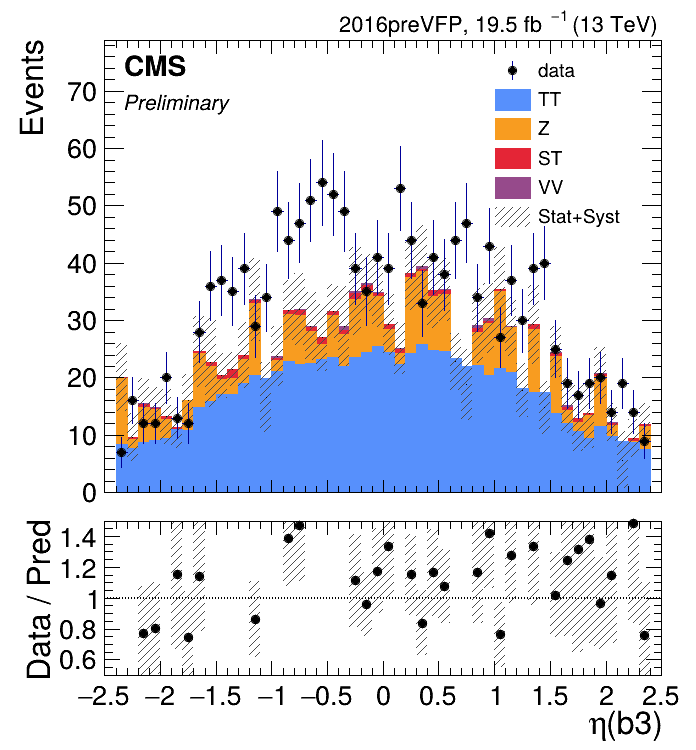 2016preVFP, 19.5 fb⁻¹ (13 TeV)
CMS
Preliminary
data
TT
Z
ST
VV
Stat+Syst
Events
70
60
50
40
30
20
10
0
Data / Pred
1.4
1.2
1
0.8
0.6
−2.5 −2 −1.5 −1 −0.5 0 0.5 1 1.5 2 2.5
η(b3)